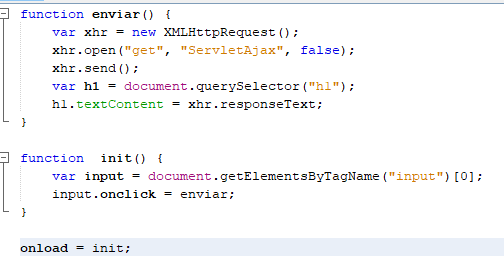 function enviar() {
    var xhr = new XMLHttpRequest();
    xhr.open("get", "ServletAjax", false);
    xhr.send();
    var h1 = document.querySelector("h1");
    h1.textContent = xhr.responseText;
}
function  init() {
    var input = document.getElementsByTagName("input")[0];
    input.onclick = enviar;
}
onload = init;